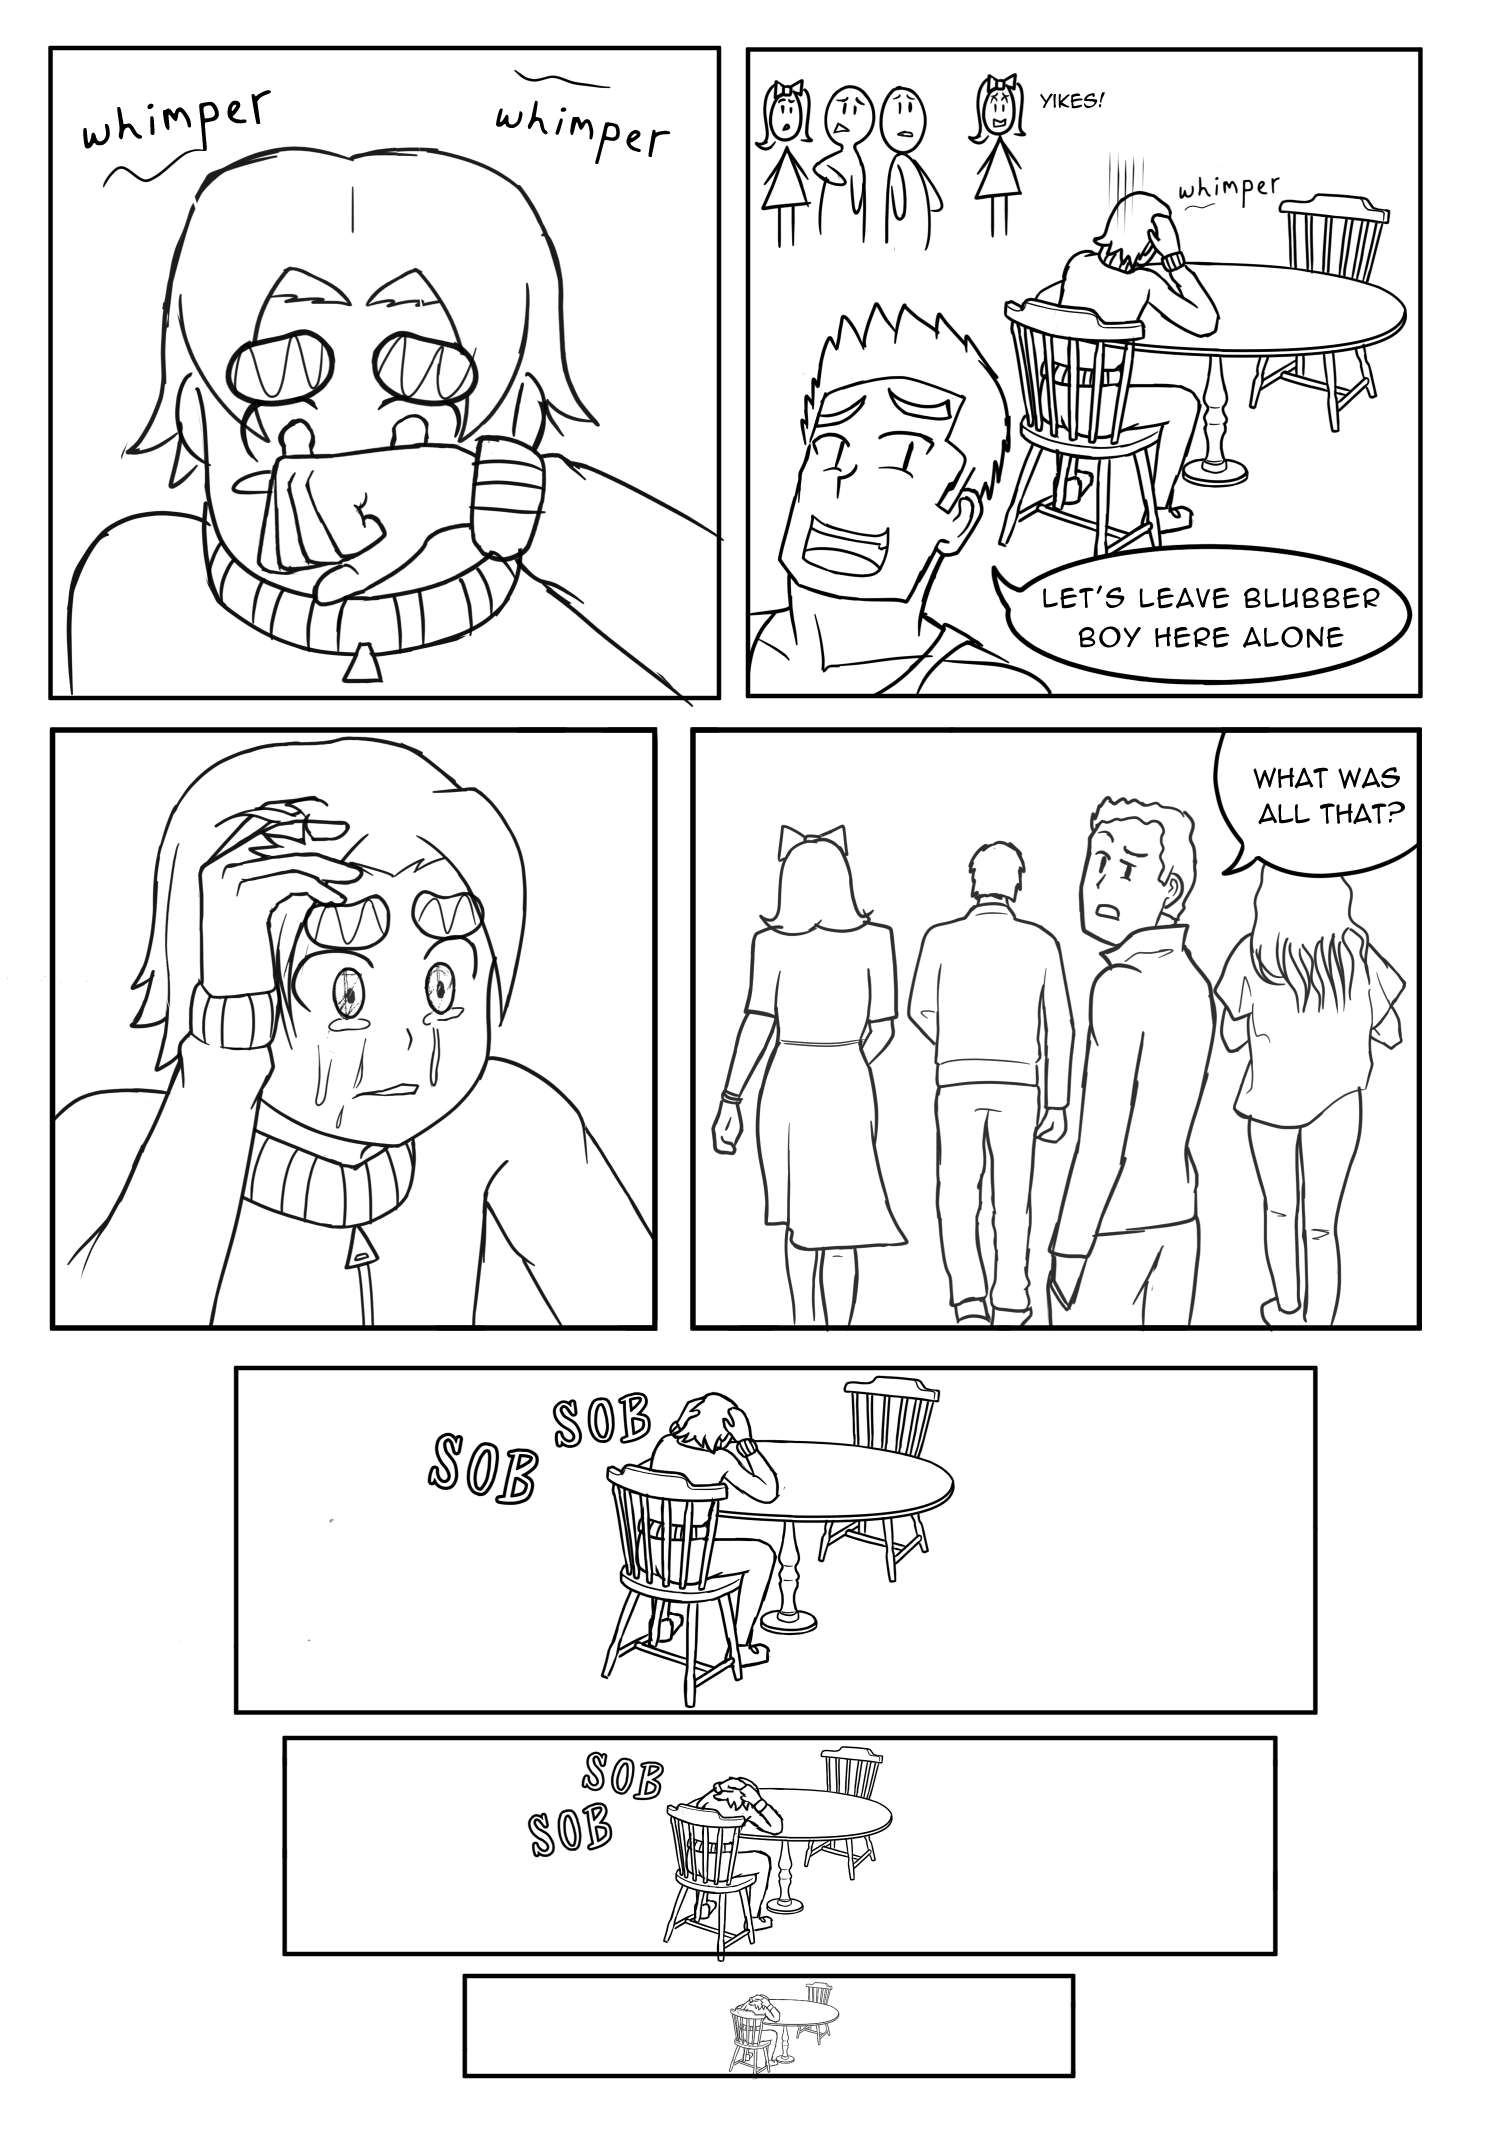 whimper
whimper
YIKES!
whimper
LET'S LEAVE BLUBBER
BOY HERE ALONE
WHAT WAS
ALL THAT?
SOB
SOB
SOB
SOB